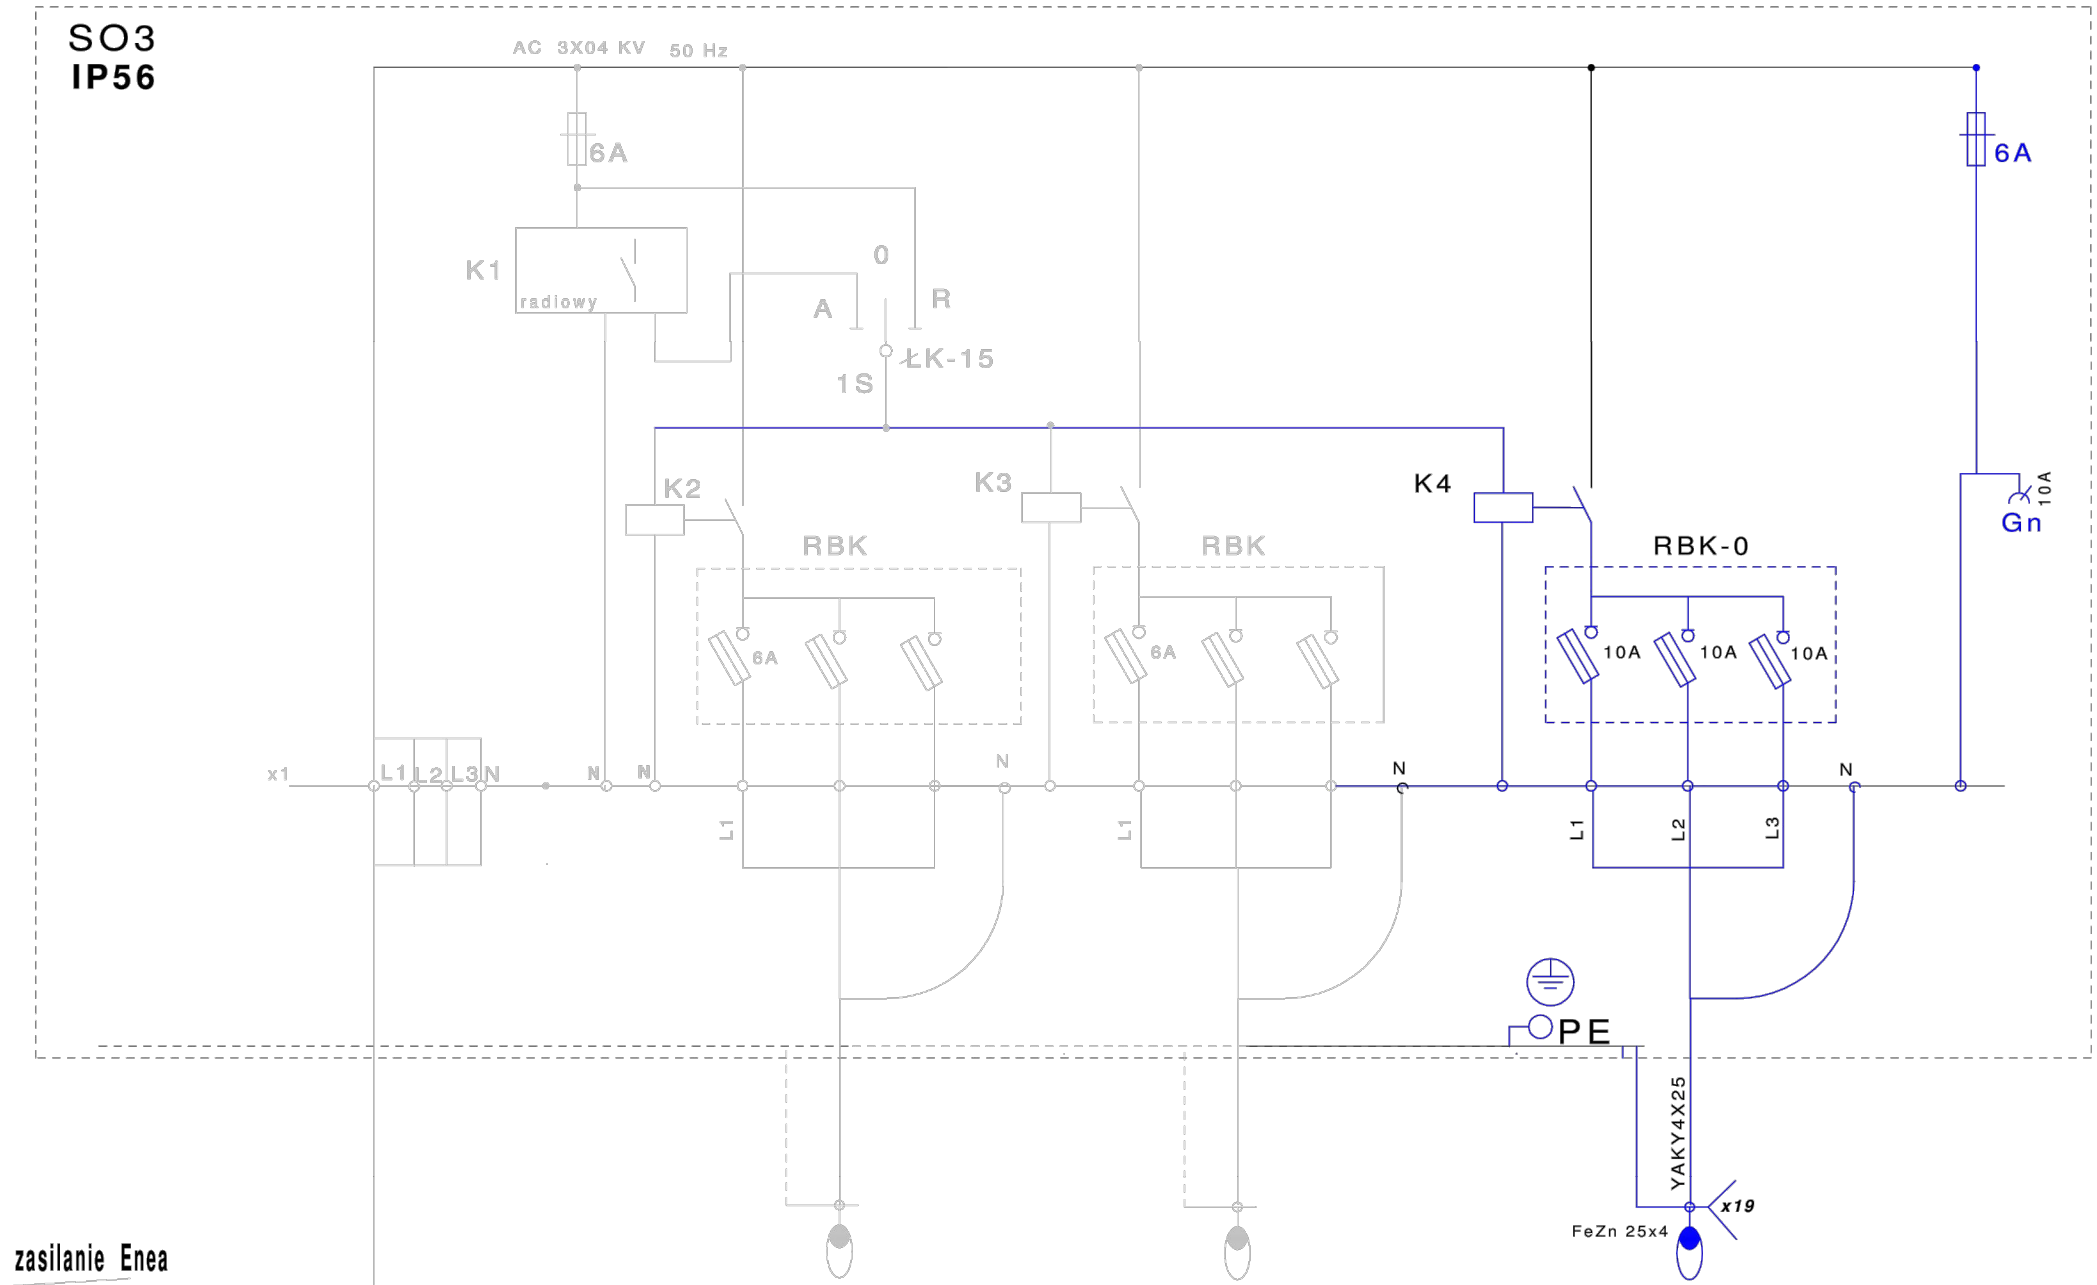 SO3
IP56
AC 3X04 KV 50 Hz
6A
6A
K1
radiowy
0
A
R
ŁK-15
1S
K2
K3
K4
10A
Gn
RBK
RBK
RBK-0
6A
6A
10A
10A
10A
x1
L1
L2
L3
N
N
N
N
N
N
L1
L1
L1
L2
L3
PE
YAKY4X25
x19
FeZn 25x4
zasilanie Enea